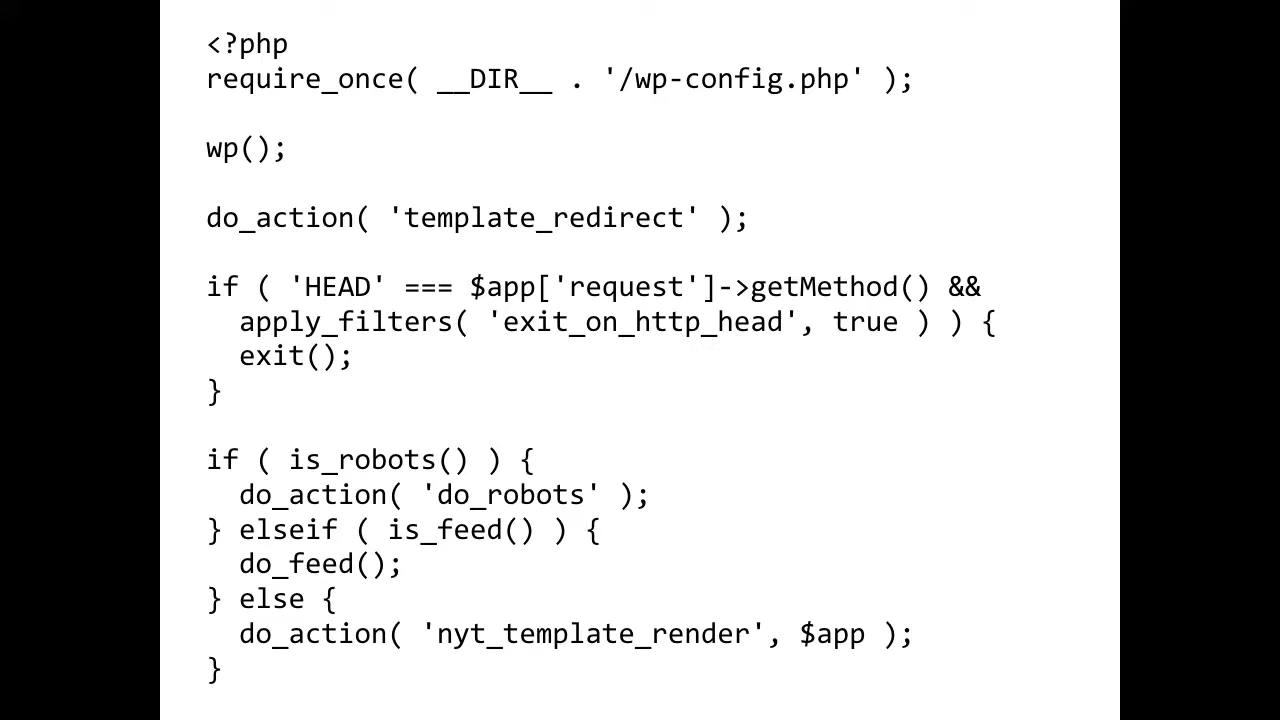 <?php
require_once( __DIR__ . '/wp-config.php' );
wp();
do_action( 'template_redirect' );
if ( 'HEAD' === $app['request']->getMethod() &&
  apply_filters( 'exit_on_http_head', true ) ) {
  exit();
}
if ( is_robots() ) {
  do_action( 'do_robots' );
} elseif ( is_feed() ) {
  do_feed();
} else {
  do_action( 'nyt_template_render', $app );
}